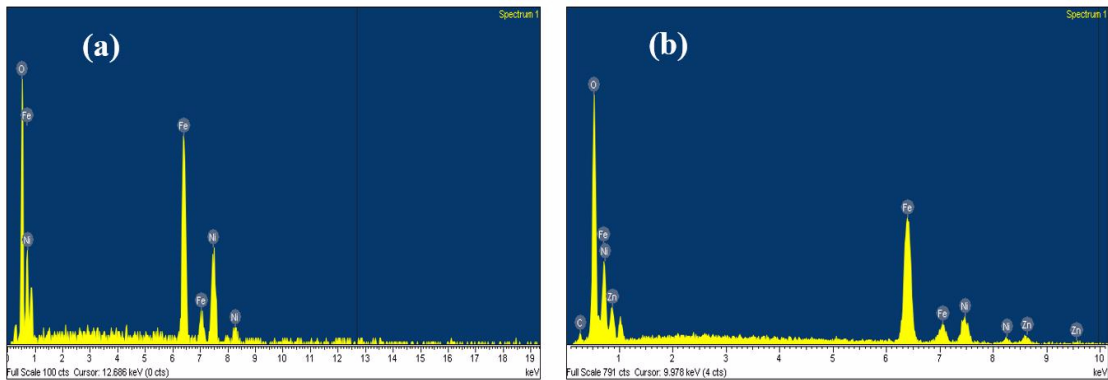 Spectrum 1
(a)
O
Fe
Ni
Fe
Fe
Ni
Ni
0 1 2 3 4 5 6 7 8 9 10 11 12 13 14 15 16 17 18 19
Full Scale 100 cts Cursor: 12.686 keV (0 cts) keV
Spectrum 1
(b)
O
C
Fe
Ni
Zn
Fe
Fe
Ni
Ni
Zn
Zn
1 2 3 4 5 6 7 8 9 10
Full Scale 791 cts Cursor: 9.978 keV (4 cts) keV